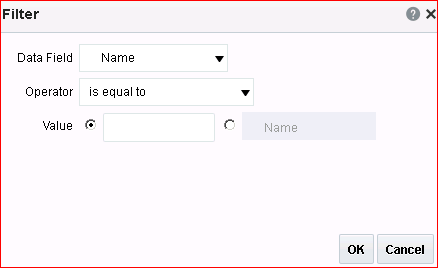 Filter
Data Field Name
Operator is equal to
Value Name
OK Cancel